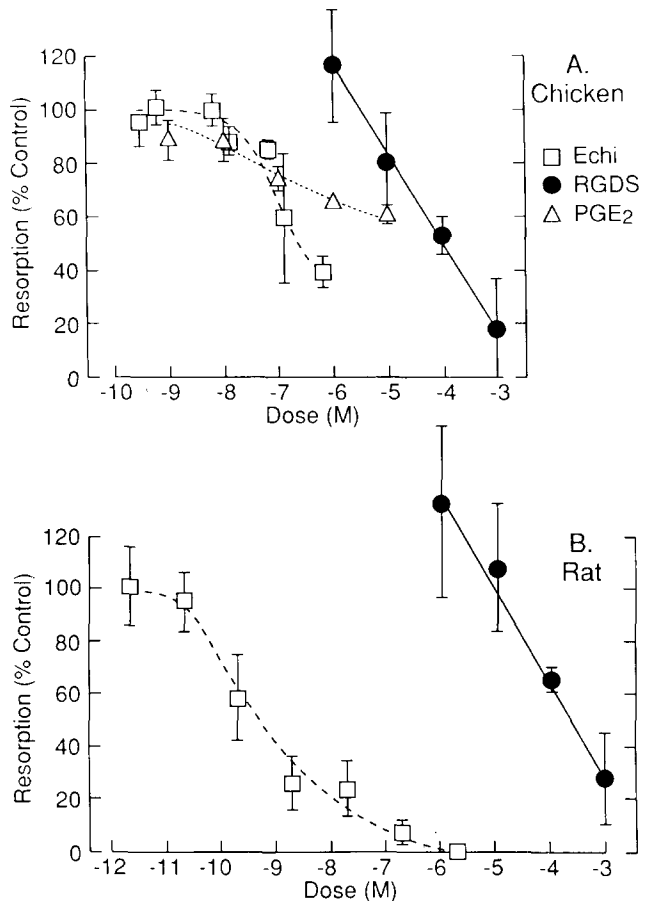 A.
Chicken
Echi
RGDS
PGE2
Resorption (% Control)
120
100
80
60
40
20
0
-10 -9 -8 -7 -6 -5 -4 -3
Dose (M)
B.
Rat
Resorption (% Control)
120
100
80
60
40
20
0
-12 -11 -10 -9 -8 -7 -6 -5 -4 -3
Dose (M)